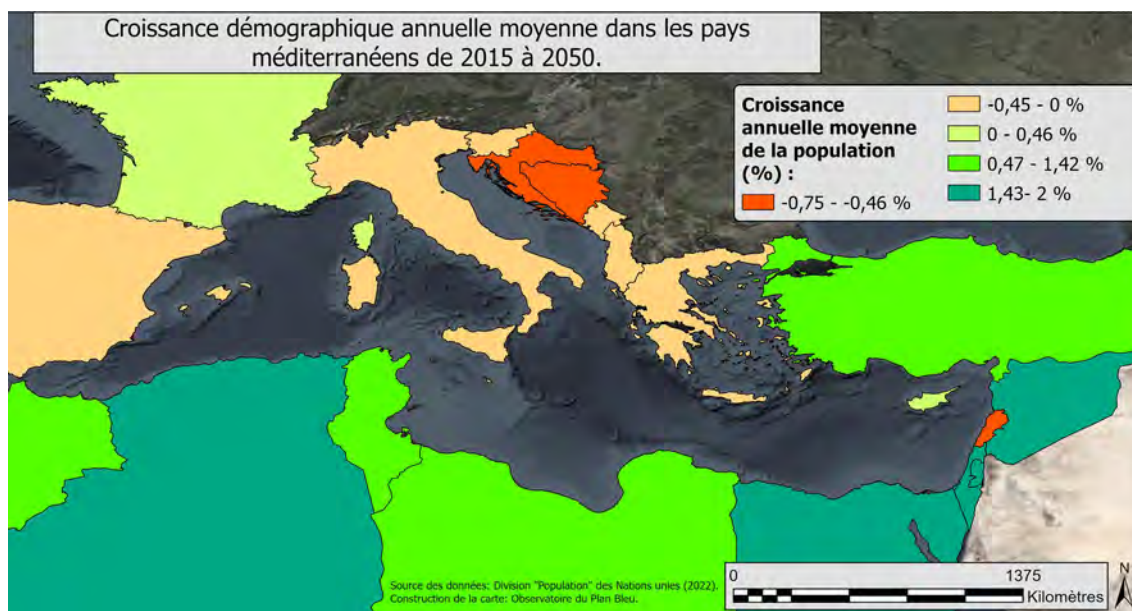 Croissance démographique annuelle moyenne dans les pays
méditerranéens de 2015 à 2050.
Croissance
annuelle moyenne
de la population
(%) :
-0,75 - -0,46 %
-0,45 - 0 %
0 - 0,46 %
0,47 - 1,42 %
1,43- 2 %
Source des données: Division "Population" des Nations unies (2022).
Construction de la carte: Observatoire du Plan Bleu.
0 1375
Kilomètres
N